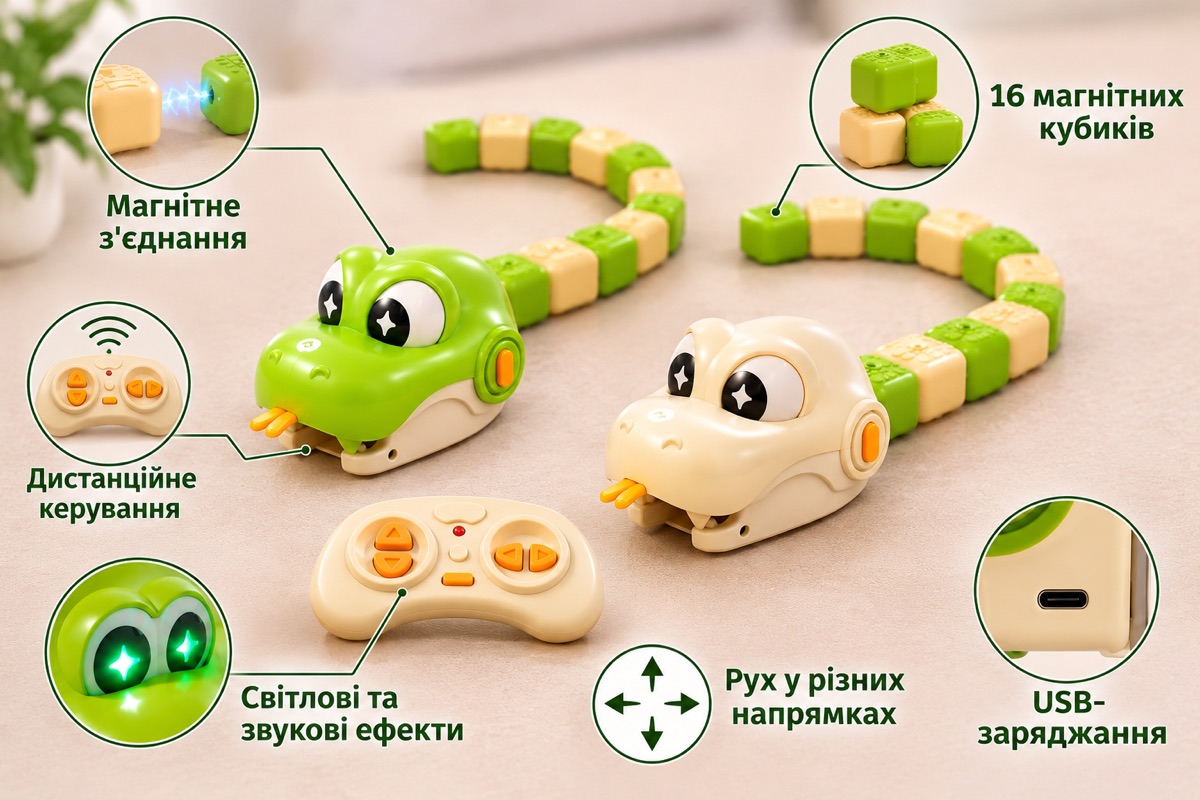 Магнітне
з'єднання
16 магнітних
кубиків
Дистанційне
керування
Світлові та
звукові ефекти
Рух у різних
напрямках
USB-
заряджання